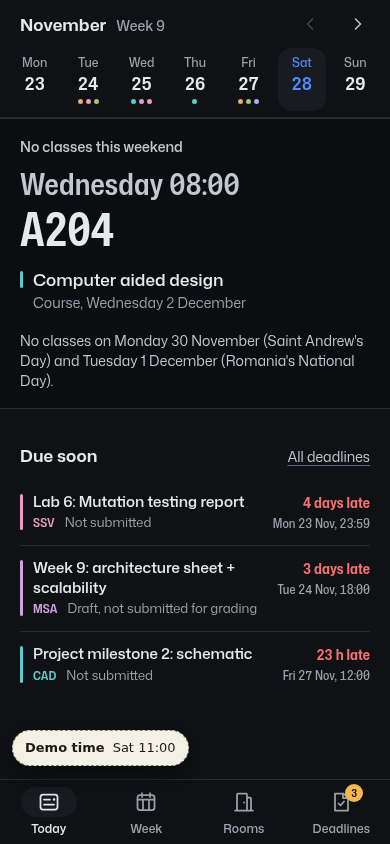 November Week 9
Mon Tue Wed Thu Fri Sat Sun
23 24 25 26 27 28 29
No classes this weekend
Wednesday 08:00
A204
Computer aided design
Course, Wednesday 2 December
No classes on Monday 30 November (Saint Andrew's
Day) and Tuesday 1 December (Romania's National
Day).
Due soon All deadlines
Lab 6: Mutation testing report 4 days late
SSV Not submitted Mon 23 Nov, 23:59
Week 9: architecture sheet + 3 days late
scalability Tue 24 Nov, 18:00
MSA Draft, not submitted for grading
Project milestone 2: schematic 23 h late
CAD Not submitted Fri 27 Nov, 12:00
Demo time Sat 11:00
3
Today Week Rooms Deadlines